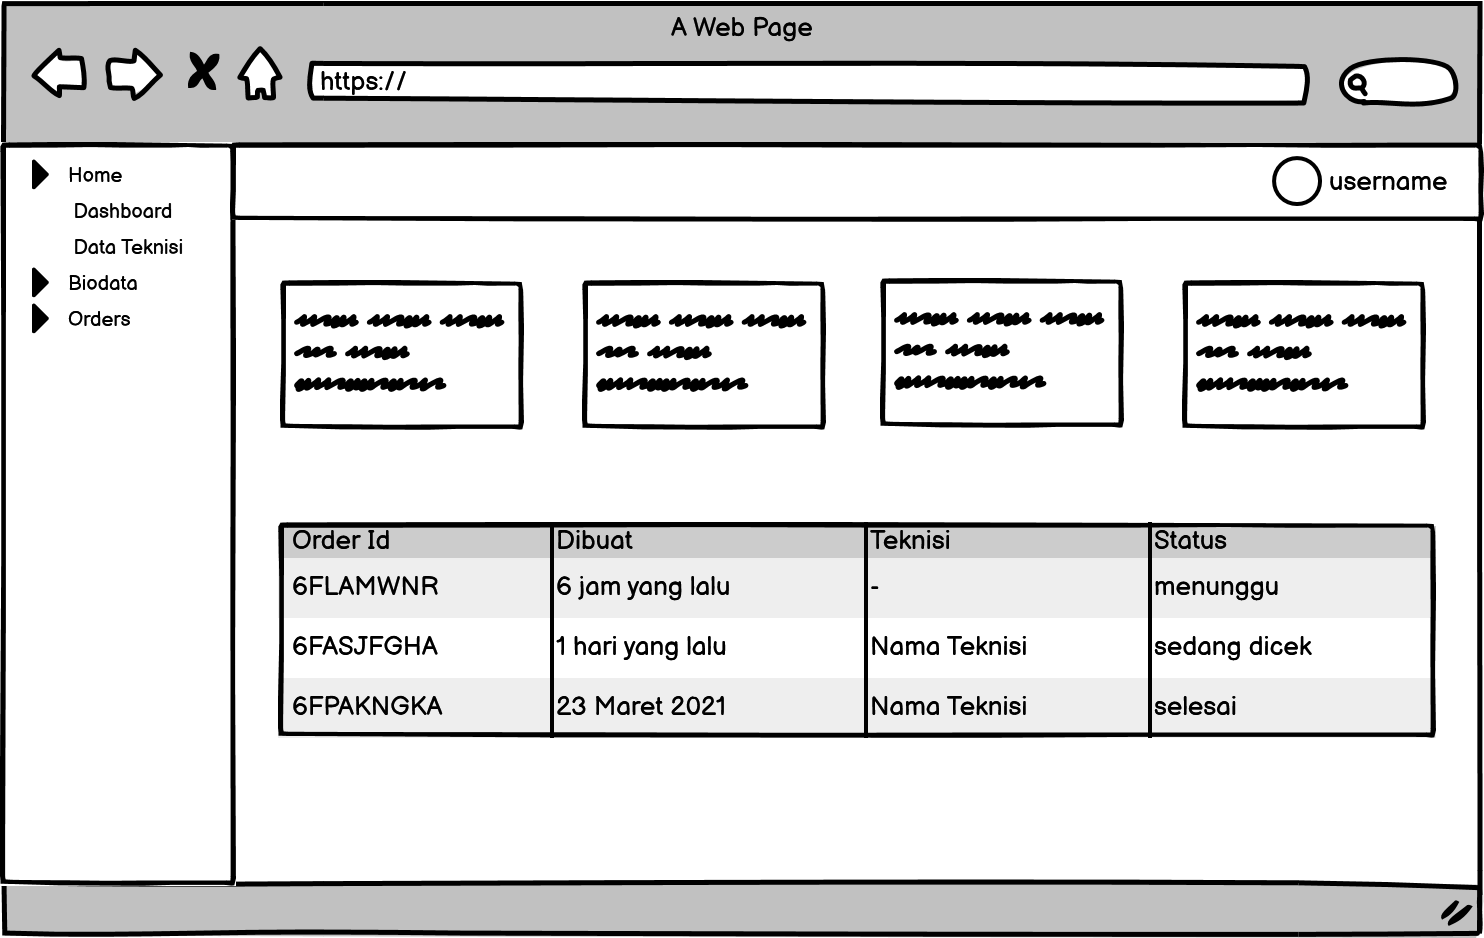 A Web Page
https://
username
Home
Dashboard
Data Teknisi
Biodata
Orders
Order Id Dibuat Teknisi Status
6FLAMWNR 6 jam yang lalu - menunggu
6FASJFGHA 1 hari yang lalu Nama Teknisi sedang dicek
6FPAKNGKA 23 Maret 2021 Nama Teknisi selesai